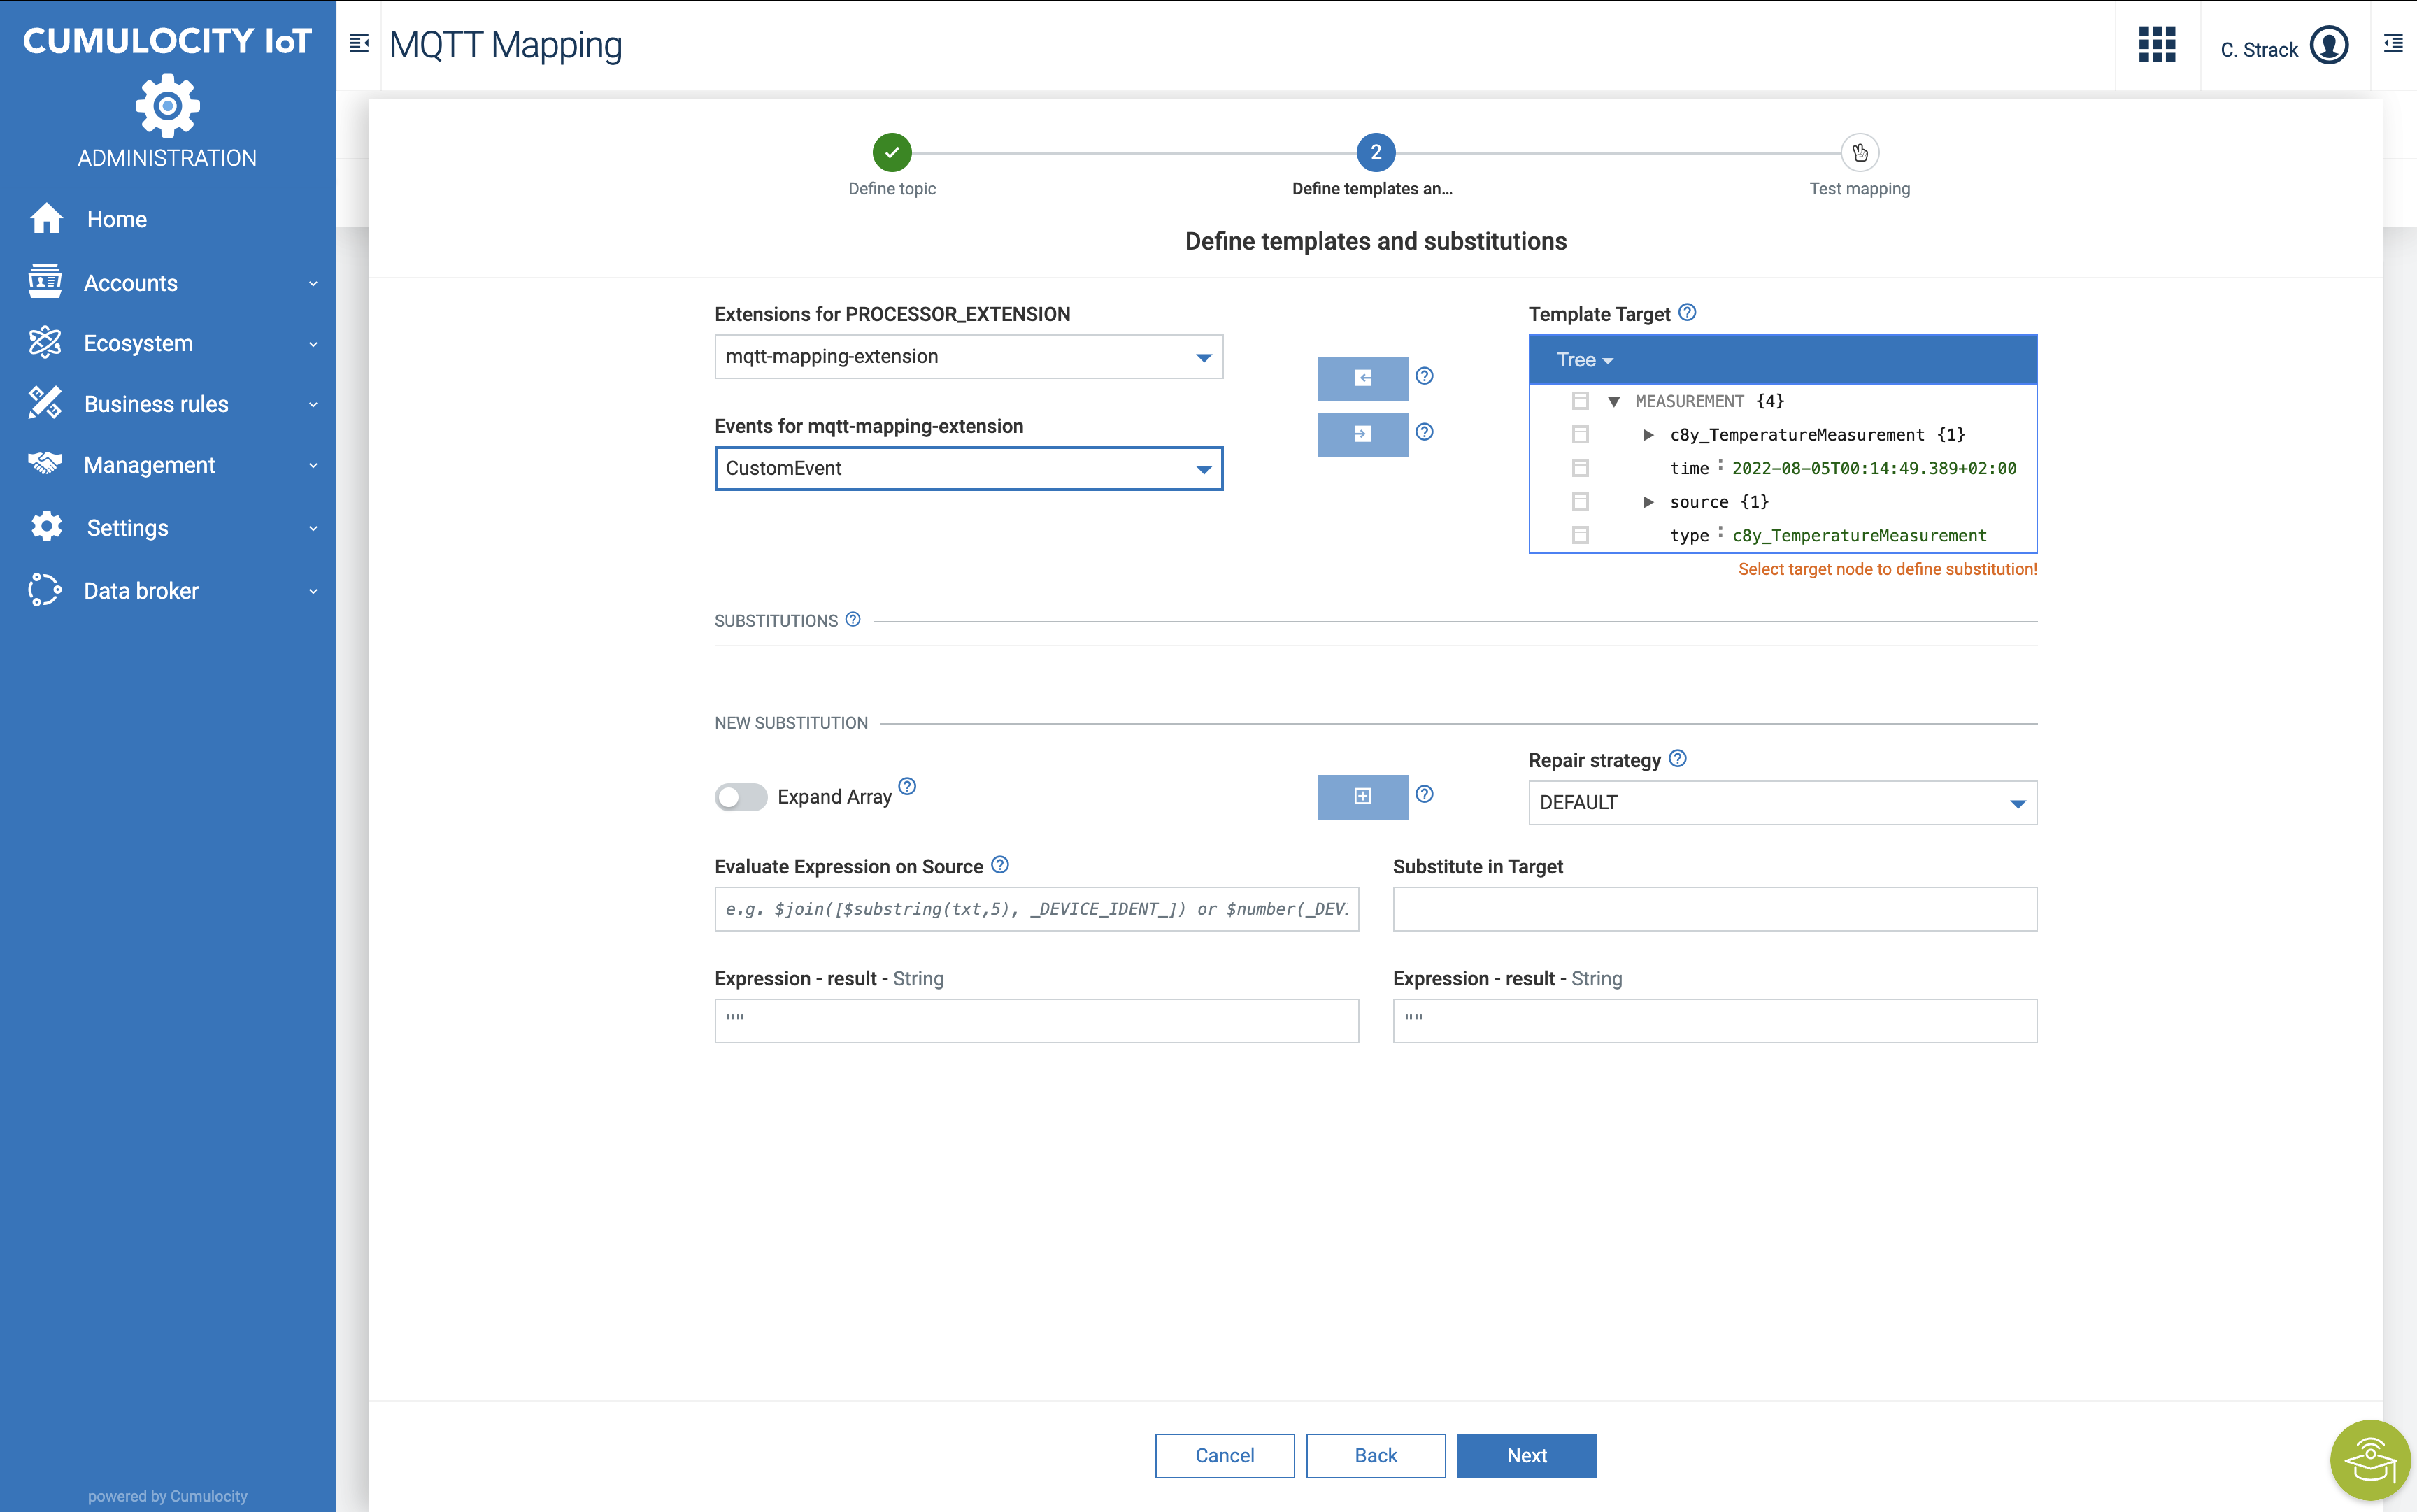 CUMULOCITY IoT
ADMINISTRATION
Home
Accounts
Ecosystem
Business rules
Management
Settings
Data broker
powered by Cumulocity
MQTT Mapping
C. Strack
2
Define topic
Define templates an...
Test mapping
Define templates and substitutions
Extensions for PROCESSOR_EXTENSION
mqtt-mapping-extension
Events for mqtt-mapping-extension
CustomEvent
Template Target
Tree
MEASUREMENT {4}
c8y_TemperatureMeasurement {1}
time : 2022-08-05T00:14:49.389+02:00
source {1}
type : c8y_TemperatureMeasurement
Select target node to define substitution!
SUBSTITUTIONS
NEW SUBSTITUTION
Expand Array
Repair strategy
DEFAULT
Evaluate Expression on Source
e.g. $join([$substring(txt,5), _DEVICE_IDENT_]) or $number(_DEV
Substitute in Target
Expression - result - String
""
Expression - result - String
""
Cancel
Back
Next